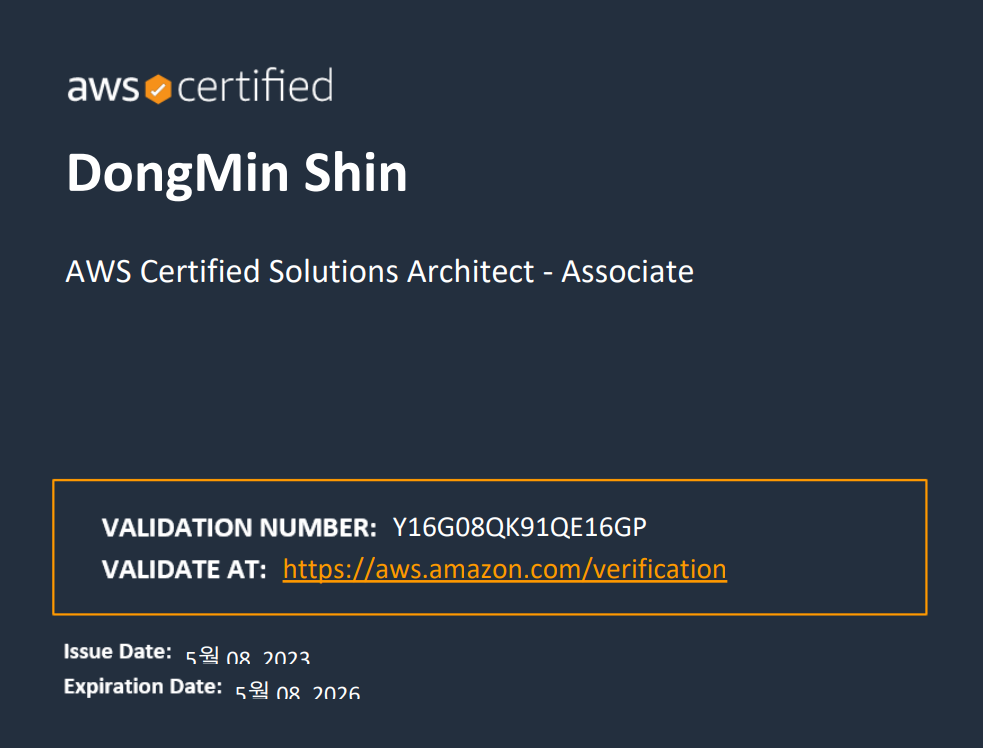 aws certified
DongMin Shin
AWS Certified Solutions Architect - Associate
VALIDATION NUMBER: Y16G08QK91QE16GP
VALIDATE AT: https://aws.amazon.com/verification
Issue Date: 5월 08, 2023
Expiration Date: 5월 08, 2026